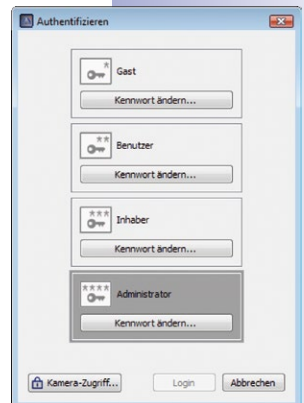 Authentifizieren
Gast
Kennwort ändern...
Benutzer
Kennwort ändern...
Inhaber
Kennwort ändern...
Administrator
Kennwort ändern...
Kamera-Zugriff... Login Abbrechen